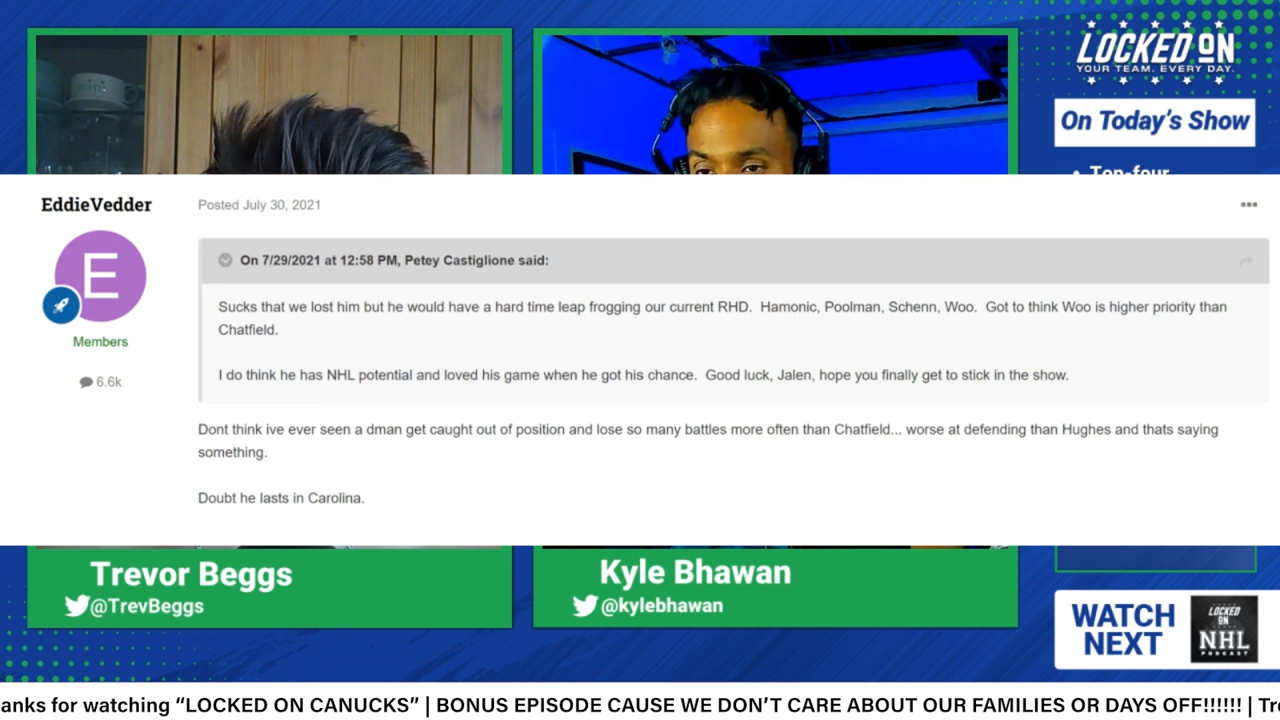 LOCKED ON
YOUR TEAM. EVERY DAY.
On Today's Show
• Top-four
EddieVedder
Posted July 30, 2021
E
Members
6.6k
On 7/29/2021 at 12:58 PM, Petey Castiglione said:
Sucks that we lost him but he would have a hard time leap frogging our current RHD. Hamonic, Poolman, Schenn, Woo. Got to think Woo is higher priority than
Chatfield.
I do think he has NHL potential and loved his game when he got his chance. Good luck, Jalen, hope you finally get to stick in the show.
Dont think ive ever seen a dman get caught out of position and lose so many battles more often than Chatfield... worse at defending than Hughes and thats saying
something.
Doubt he lasts in Carolina.
Trevor Beggs
@TrevBeggs
Kyle Bhawan
@kylebhawan
WATCH
NEXT
LOCKED
ON
NHL
PODCAST
anks for watching “LOCKED ON CANUCKS” | BONUS EPISODE CAUSE WE DON’T CARE ABOUT OUR FAMILIES OR DAYS OFF!!!!!! | Tre